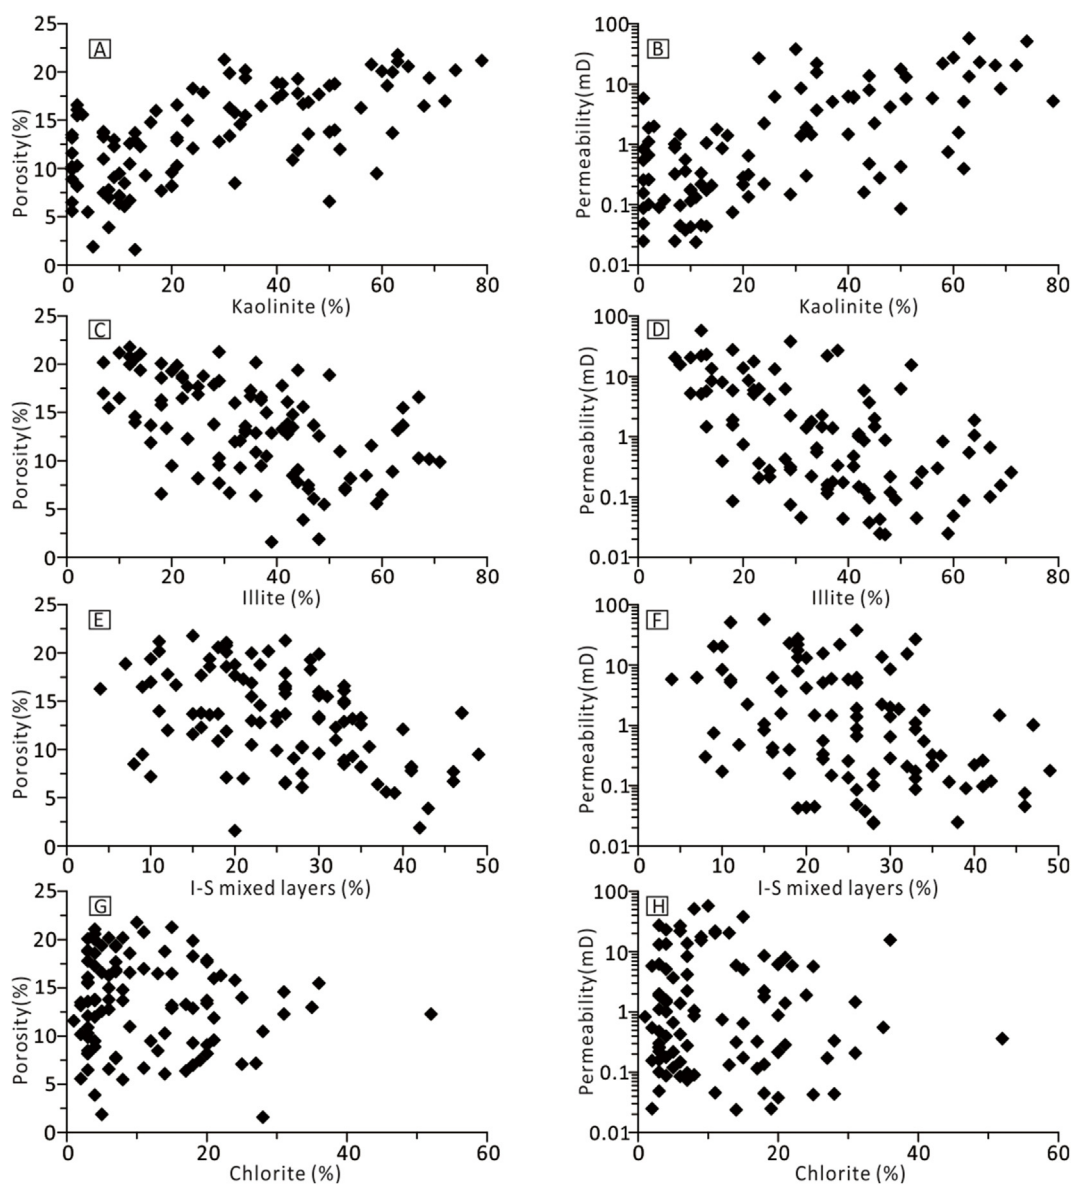 A
Porosity(%)
25
20
15
10
5
0
0 20 40 60 80
Kaolinite (%)
B
Permeability(mD)
100
10
1
0.1
0.01
0 20 40 60 80
Kaolinite (%)
C
Porosity(%)
25
20
15
10
5
0
0 20 40 60 80
Illite (%)
D
Permeability(mD)
100
10
1
0.1
0.01
0 20 40 60 80
Illite (%)
E
Porosity(%)
25
20
15
10
5
0
0 10 20 30 40 50
I-S mixed layers (%)
F
Permeability(mD)
100
10
1
0.1
0.01
0 10 20 30 40 50
I-S mixed layers (%)
G
Porosity(%)
25
20
15
10
5
0
0 20 40 60
Chlorite (%)
H
Permeability(mD)
100
10
1
0.1
0.01
0 20 40 60
Chlorite (%)